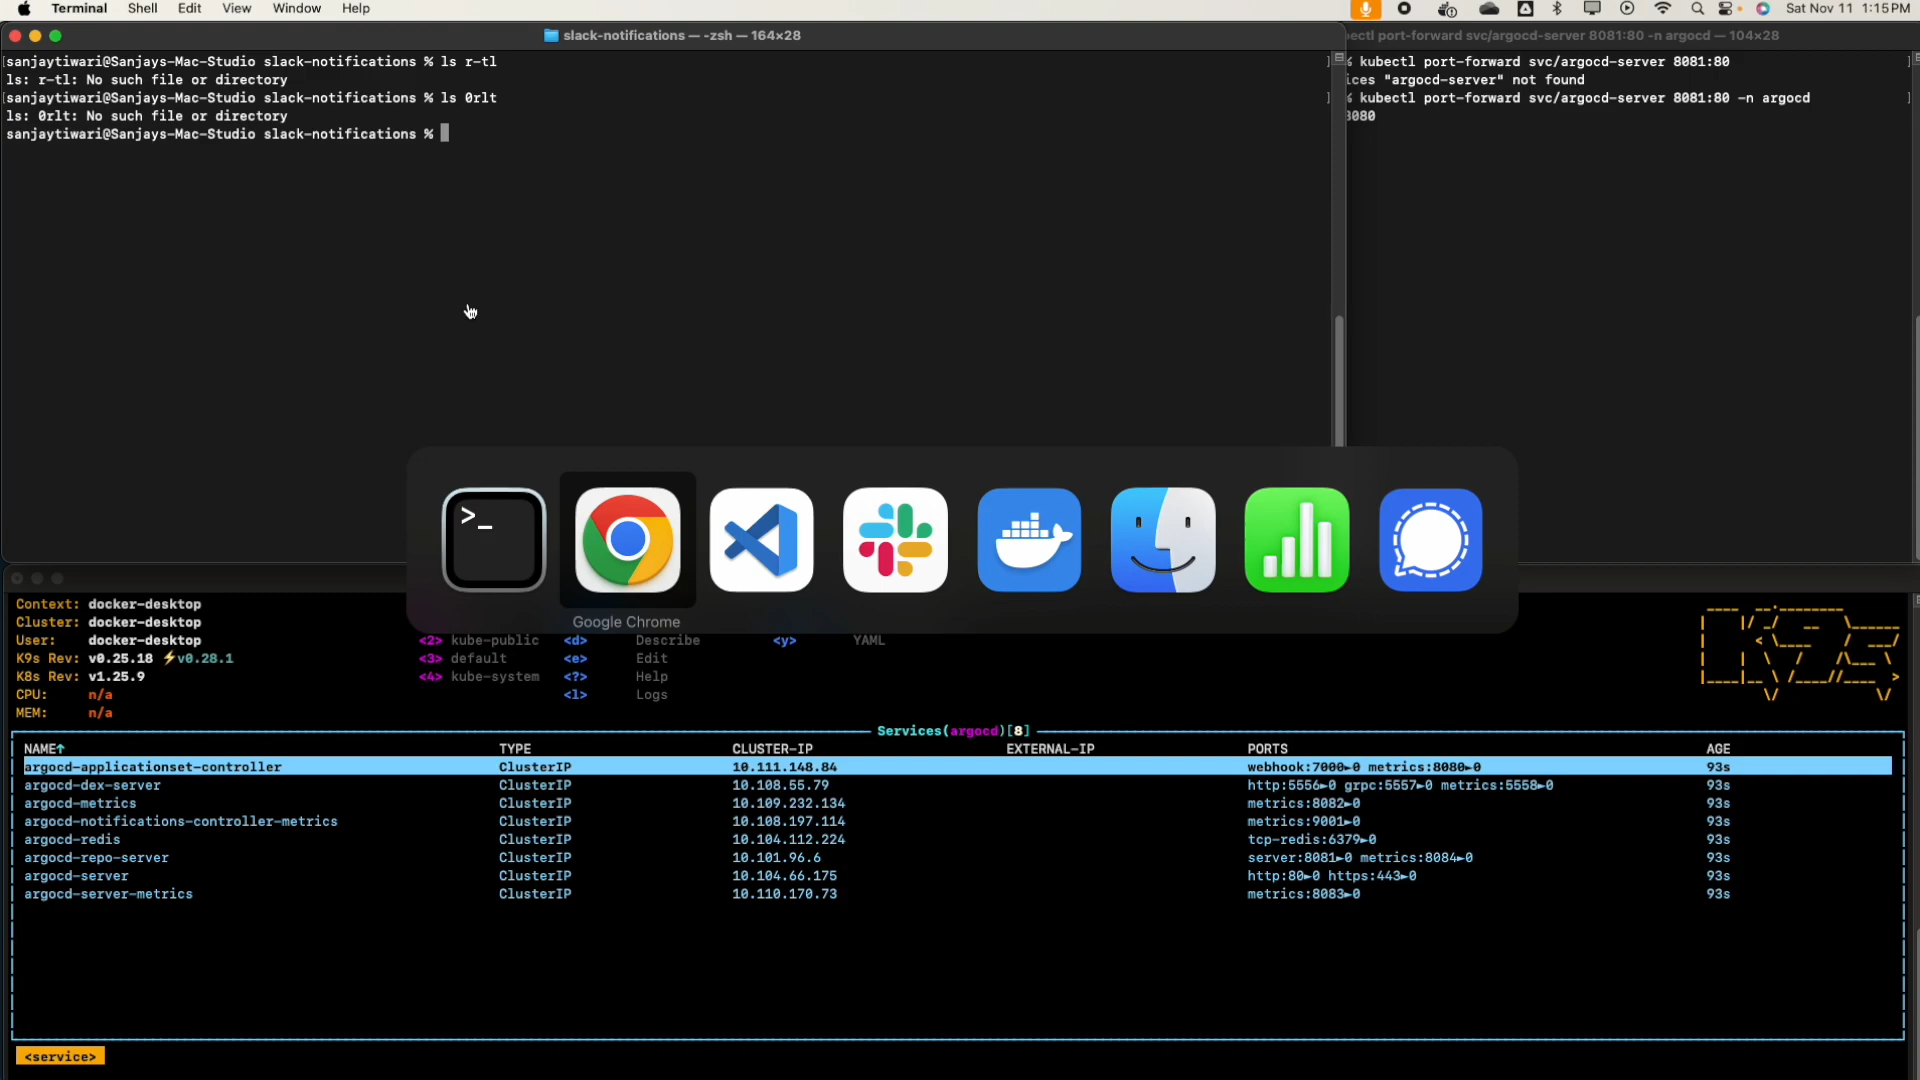 Terminal Shell Edit View Window Help
Sat Nov 11 1:15PM
slack-notifications — -zsh — 164×28
ectl port-forward svc/argocd-server 8081:80 -n argocd — 104×28
sanjaytiwari@Sanjays-Mac-Studio slack-notifications % ls r-tl
ls: r-tl: No such file or directory
sanjaytiwari@Sanjays-Mac-Studio slack-notifications % ls 0rlt
ls: 0rlt: No such file or directory
sanjaytiwari@Sanjays-Mac-Studio slack-notifications %
% kubectl port-forward svc/argocd-server 8081:80
ices "argocd-server" not found
% kubectl port-forward svc/argocd-server 8081:80 -n argocd
8080
>_
Google Chrome
Context: docker-desktop
Cluster: docker-desktop
User: docker-desktop <2> kube-public <d> Describe <y> YAML
K9s Rev: v0.25.18 ⚡v0.28.1 <3> default <e> Edit
K8s Rev: v1.25.9 <4> kube-system <?> Help
CPU: n/a <l> Logs
MEM: n/a
Services(argocd)[8]
NAME↑ TYPE CLUSTER-IP EXTERNAL-IP PORTS AGE
argocd-applicationset-controller ClusterIP 10.111.148.84 webhook:7000►0 metrics:8080►0 93s
argocd-dex-server ClusterIP 10.108.55.79 http:5556►0 grpc:5557►0 metrics:5558►0 93s
argocd-metrics ClusterIP 10.109.232.134 metrics:8082►0 93s
argocd-notifications-controller-metrics ClusterIP 10.108.197.114 metrics:9001►0 93s
argocd-redis ClusterIP 10.104.112.224 tcp-redis:6379►0 93s
argocd-repo-server ClusterIP 10.101.96.6 server:8081►0 metrics:8084►0 93s
argocd-server ClusterIP 10.104.66.175 http:80►0 https:443►0 93s
argocd-server-metrics ClusterIP 10.110.170.73 metrics:8083►0 93s
<service>